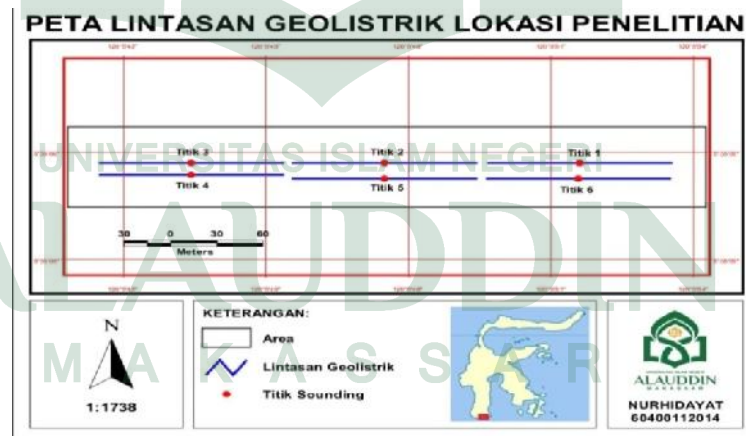 PETA LINTASAN GEOLISTRIK LOKASI PENELITIAN
UNIVERSITAS ISLAM NEGERI
ALAUDDIN
MAKASSAR
Titik 3
Titik 2
Titik 1
Titik 4
Titik 5
Titik 6
30 0 30 60
Meters
N
1:1738
KETERANGAN:
Area
Lintasan Geolistrik
Titik Sounding
ALAUDDIN
NURHIDAYAT
60400112014